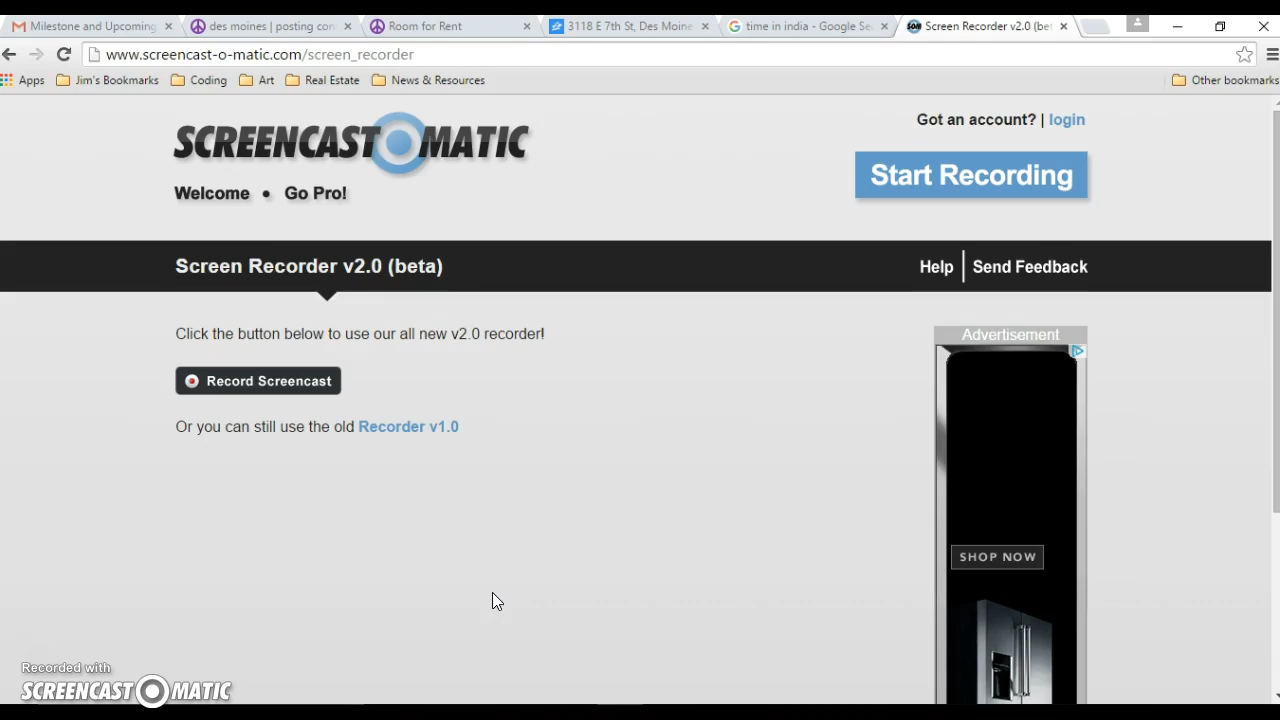 Milestone and Upcoming
des moines | posting con
Room for Rent
3118 E 7th St, Des Moine
time in india - Google Se
Screen Recorder v2.0 (bet
www.screencast-o-matic.com/screen_recorder
Apps
Jim's Bookmarks
Coding
Art
Real Estate
News & Resources
Other bookmarks
SCREENCAST O MATIC
Got an account? | login
Start Recording
Welcome • Go Pro!
Screen Recorder v2.0 (beta)
Help | Send Feedback
Click the button below to use our all new v2.0 recorder!
Advertisement
Record Screencast
Or you can still use the old Recorder v1.0
SHOP NOW
Recorded with
SCREENCAST O MATIC